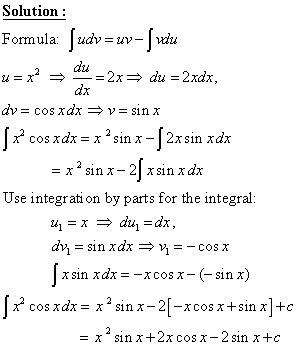 Solution :
Formula: ∫udv = uv − ∫vdu
u = x² ⇒ du/dx = 2x ⇒ du = 2xdx,
dv = cos xdx ⇒ v = sin x
∫x² cos xdx = x² sin x − ∫2x sin xdx
= x² sin x − 2∫x sin xdx
Use integration by parts for the integral:
u₁ = x ⇒ du₁ = dx,
dv₁ = sin xdx ⇒ v₁ = −cos x
∫x sin xdx = −x cos x − (−sin x)
∫x² cos xdx = x² sin x − 2[−x cos x + sin x] + c
= x² sin x + 2x cos x − 2 sin x + c